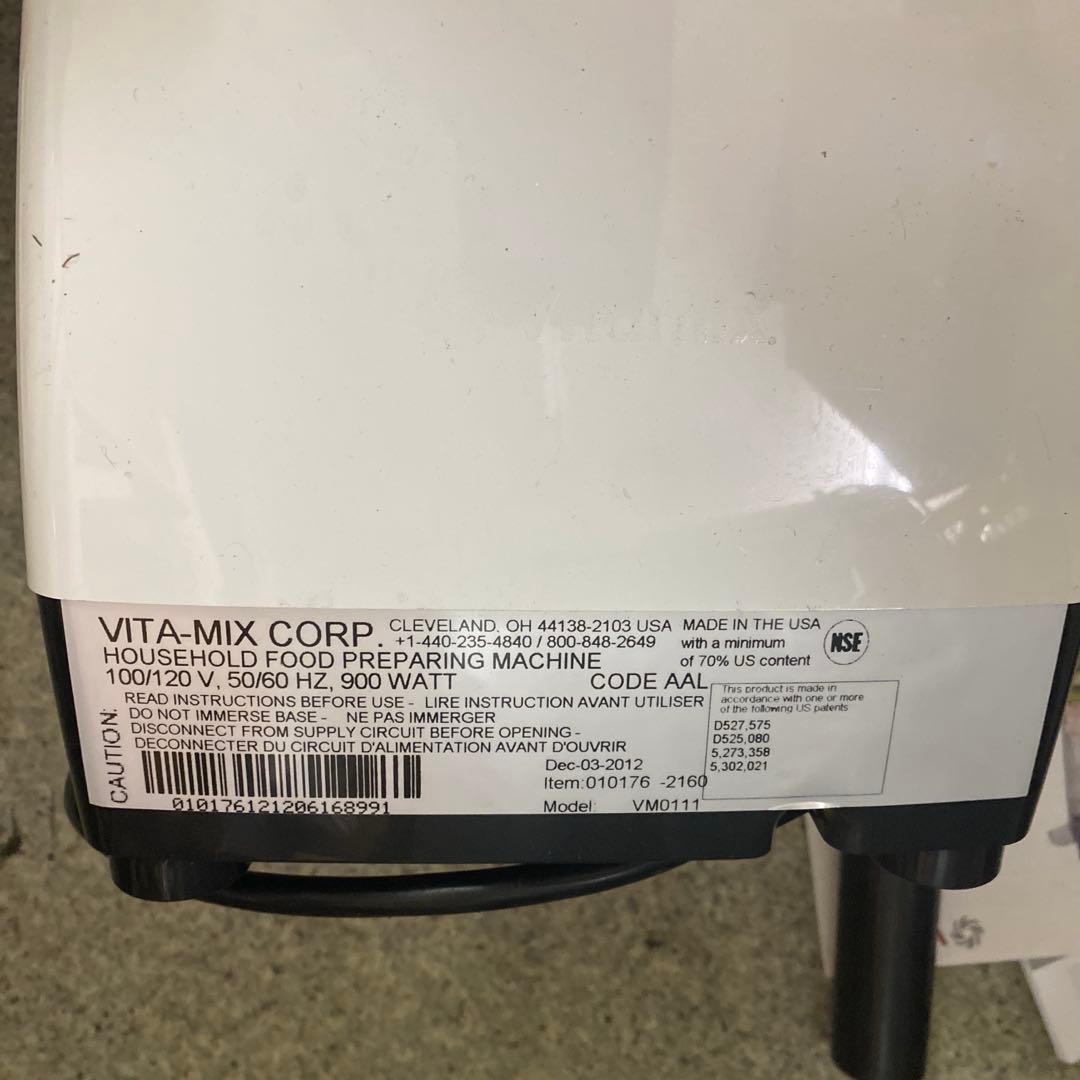 VITA-MIX CORP.
CLEVELAND, OH 44138-2103 USA
+1-440-235-4840 / 800-848-2649
MADE IN THE USA
with a minimum
of 70% US content
NSF
HOUSEHOLD FOOD PREPARING MACHINE
100/120 V, 50/60 HZ, 900 WATT
CODE AAL
CAUTION:
READ INSTRUCTIONS BEFORE USE - LIRE INSTRUCTION AVANT UTILISER
DO NOT IMMERSE BASE - NE PAS IMMERGER
DISCONNECT FROM SUPPLY CIRCUIT BEFORE OPENING -
DECONNECTER DU CIRCUIT D'ALIMENTATION AVANT D'OUVRIR
This product is made in
accordance with one or more
of the following US patents
D527,575
D525,080
5,273,358
5,302,021
Dec-03-2012
Item:010176 -2160
Model: VM0111
010176121206168991